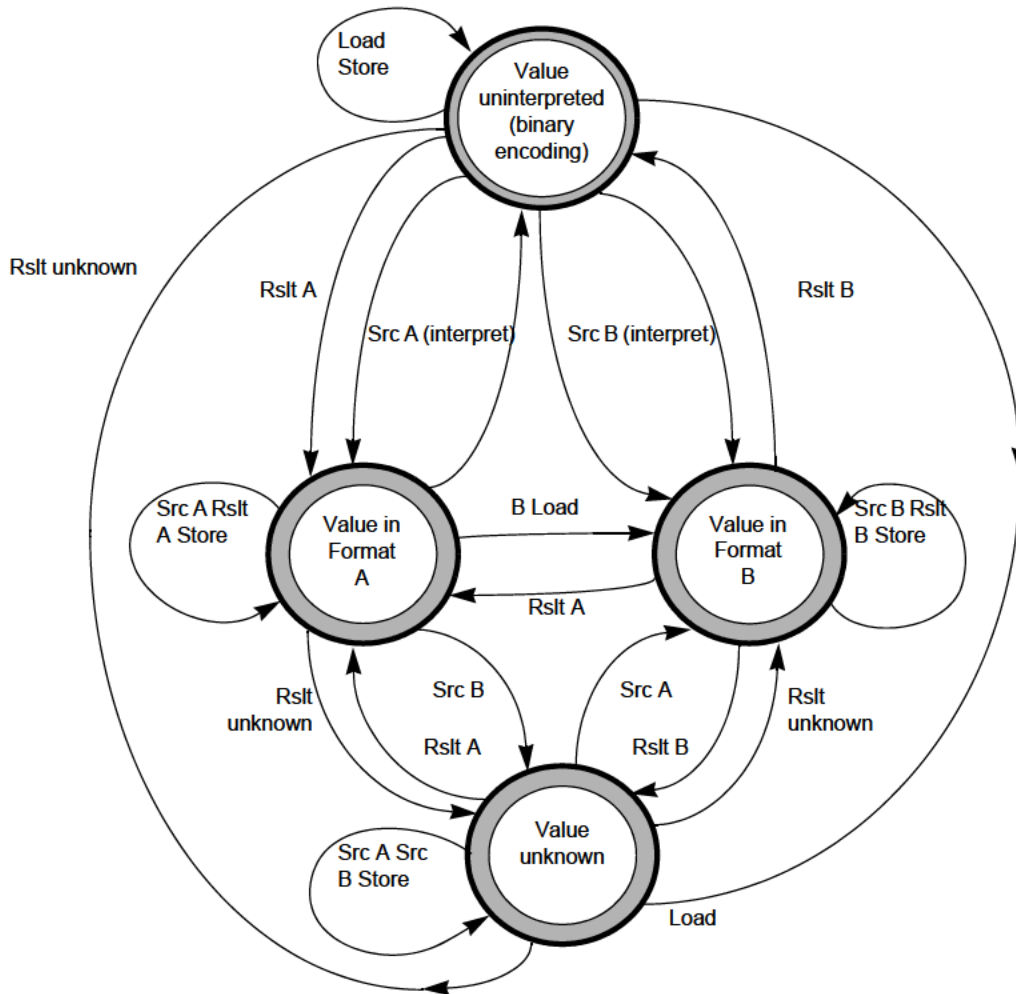 Load
Store
Value
uninterpreted
(binary
encoding)
Rslt unknown
Rslt A
Rslt B
Src A (interpret)
Src B (interpret)
Src A Rslt
A Store
Value in
Format
A
B Load
Value in
Format
B
Src B Rslt
B Store
Rslt A
Rslt
unknown
Src B
Src A
Rslt
unknown
Rslt A
Rslt B
Value
unknown
Src A Src
B Store
Load